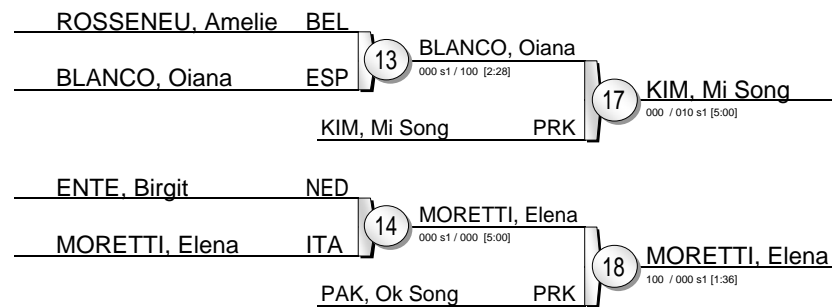 ROSSENEU, Amelie BEL
13 BLANCO, Oiana
000 s1 / 100 [2:28]
BLANCO, Oiana ESP
17 KIM, Mi Song
000 / 010 s1 [5:00]
KIM, Mi Song PRK
ENTE, Birgit NED
14 MORETTI, Elena
000 s1 / 000 [5:00]
MORETTI, Elena ITA
18 MORETTI, Elena
100 / 000 s1 [1:36]
PAK, Ok Song PRK